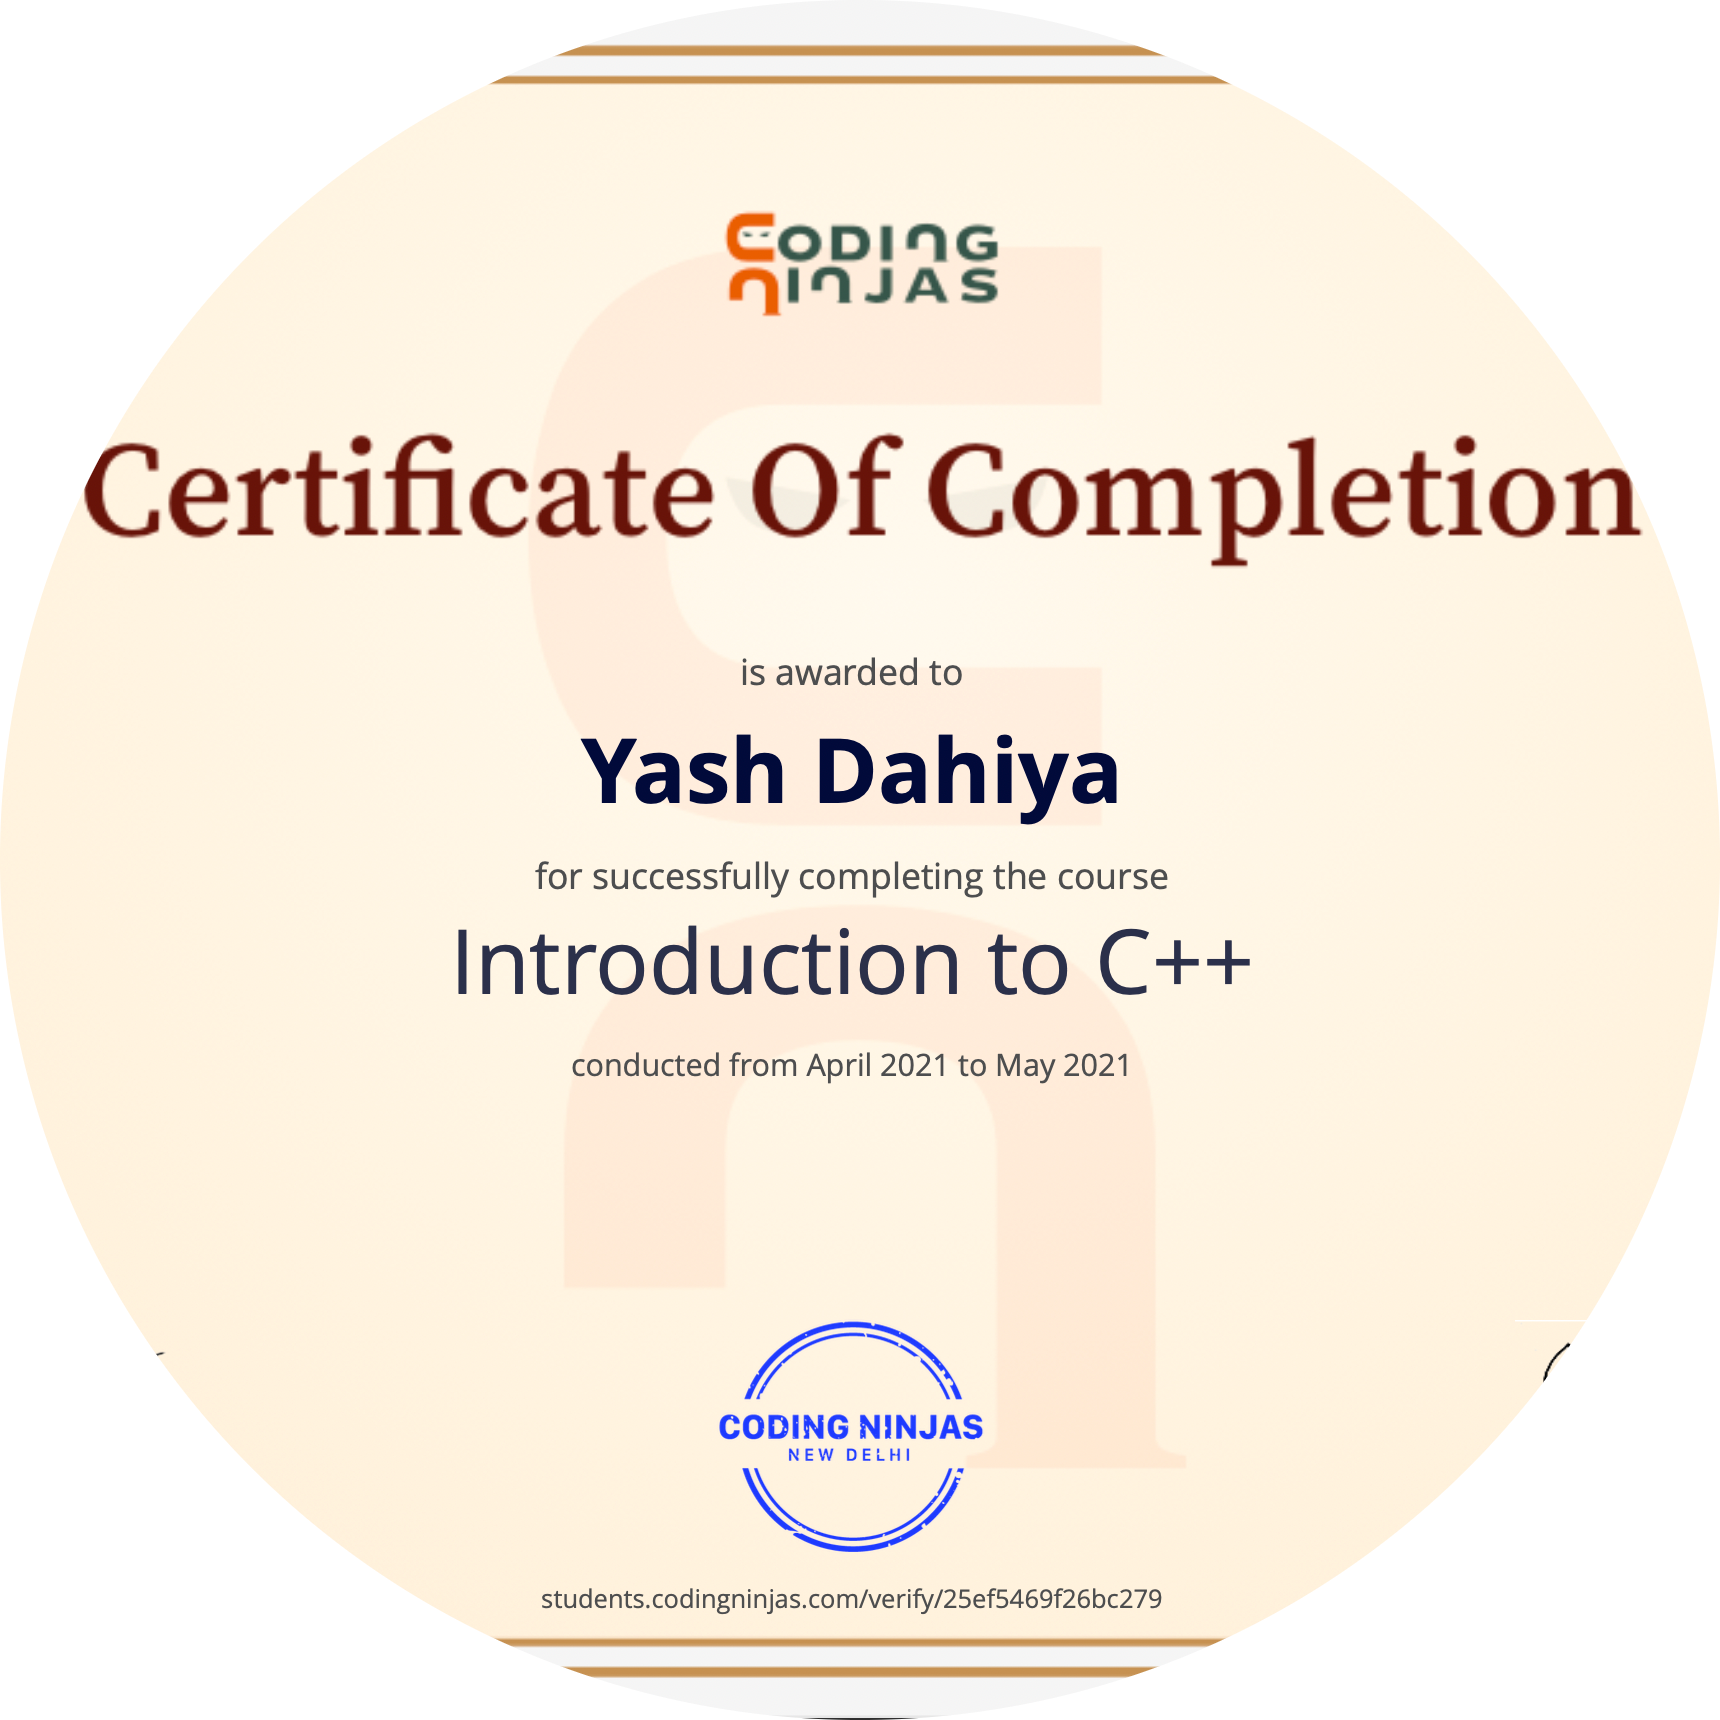 CODING
NINJAS
Certificate Of Completion
is awarded to
Yash Dahiya
for successfully completing the course
Introduction to C++
conducted from April 2021 to May 2021
CODING NINJAS
NEW DELHI
students.codingninjas.com/verify/25ef5469f26bc279